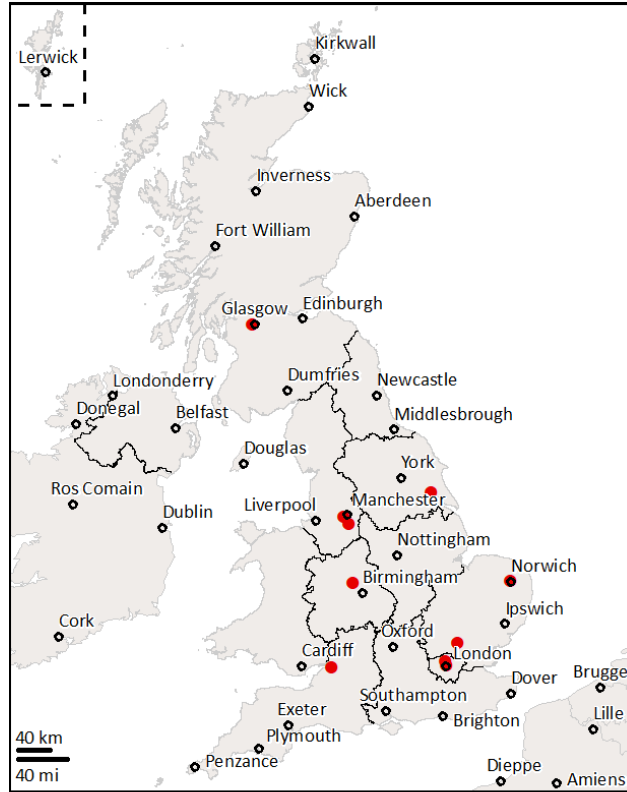 Kirkwall
Lerwick
Wick
Inverness
Aberdeen
Fort William
Glasgow
Edinburgh
Londonderry
Dumfries
Newcastle
Donegal
Belfast
Middlesbrough
Douglas
York
Ros Comain
Liverpool
Manchester
Dublin
Nottingham
Birmingham
Norwich
Ipswich
Cork
Oxford
Cardiff
London
Dover
Brugge
Southampton
Exeter
Brighton
Lille
Plymouth
40 km
Penzance
Dieppe
40 mi
Amiens